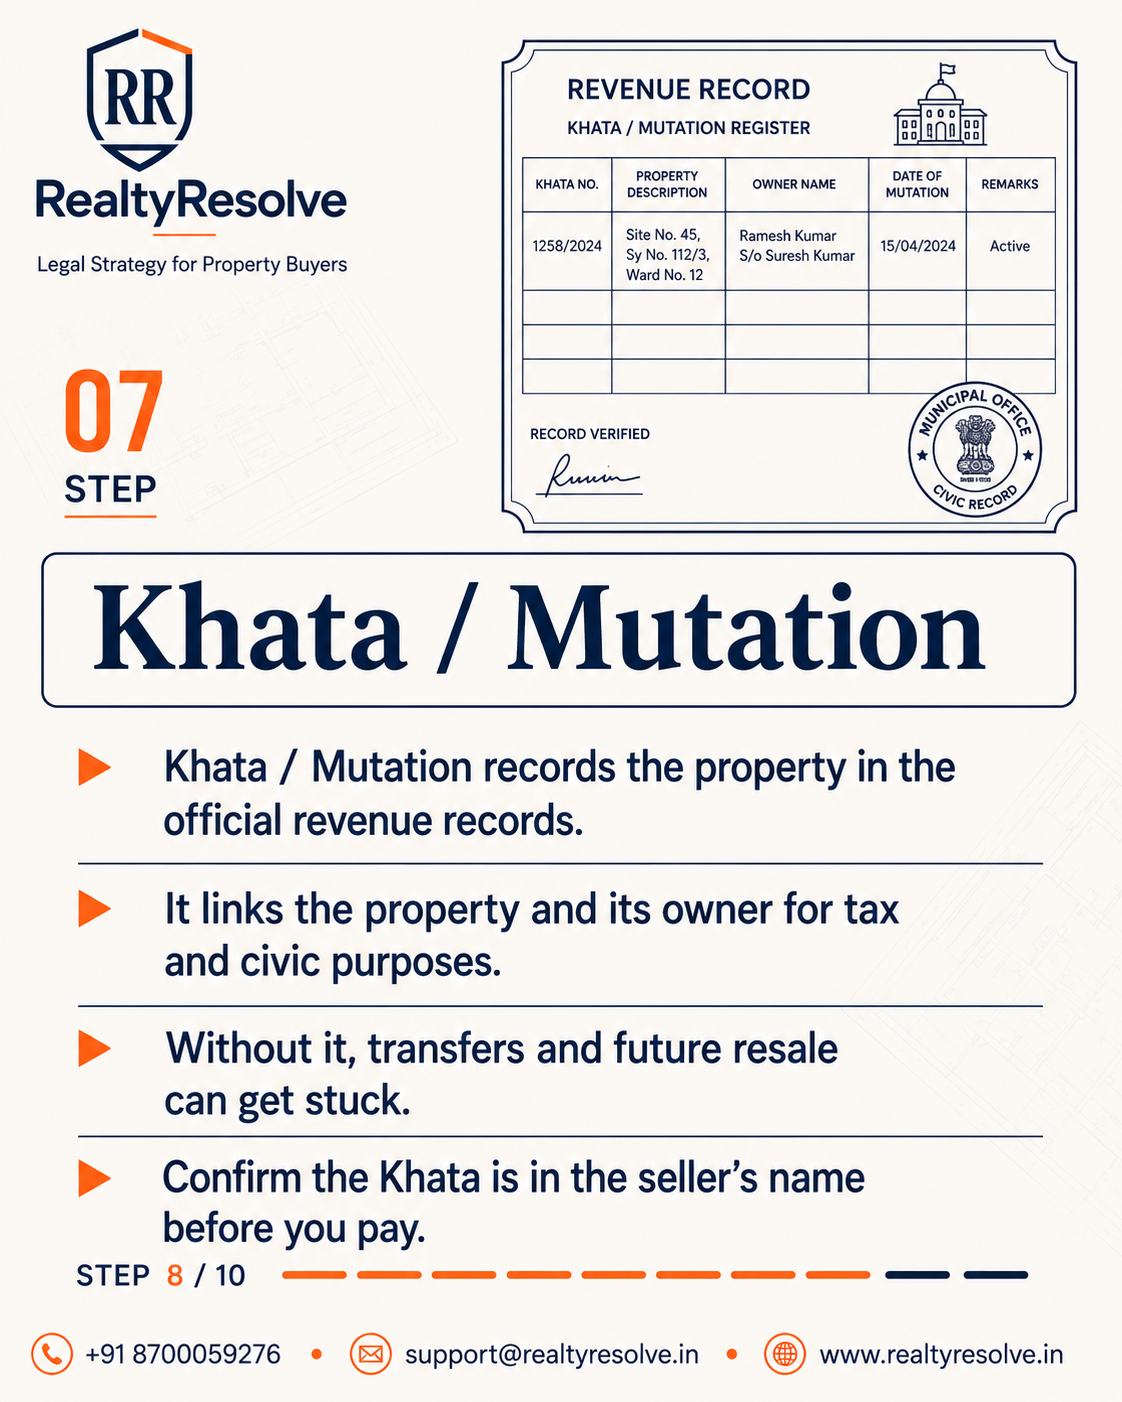 RR
RealtyResolve
Legal Strategy for Property Buyers
07
STEP
REVENUE RECORD
KHATA / MUTATION REGISTER
KHATA NO.
PROPERTY
DESCRIPTION
OWNER NAME
DATE OF
MUTATION
REMARKS
1258/2024
Site No. 45,
Sy No. 112/3,
Ward No. 12
Ramesh Kumar
S/o Suresh Kumar
15/04/2024
Active
RECORD VERIFIED
MUNICIPAL OFFICE
CIVIC RECORD
Khata / Mutation
Khata / Mutation records the property in the
official revenue records.
It links the property and its owner for tax
and civic purposes.
Without it, transfers and future resale
can get stuck.
Confirm the Khata is in the seller's name
before you pay.
STEP 8 / 10
+91 8700059276
support@realtyresolve.in
www.realtyresolve.in